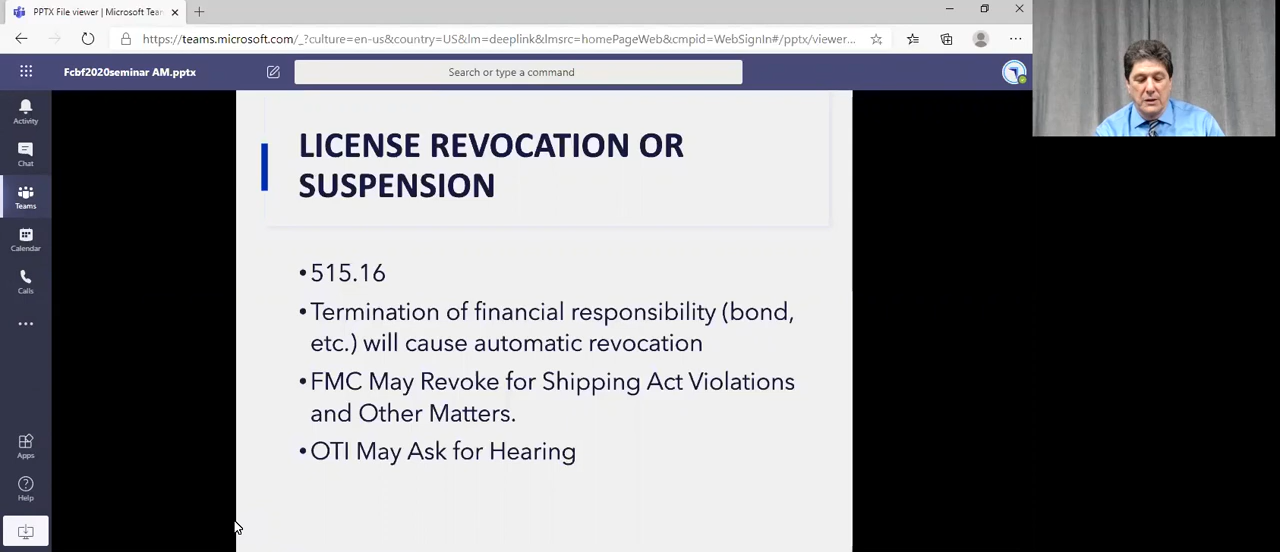 PPTX File viewer | Microsoft Tea
https://teams.microsoft.com/_?culture=en-us&country=US&lm=deeplink&lmsrc=homePageWeb&cmpid=WebSignIn#/pptx/viewer...
Fcbf2020seminar AM.pptx
Search or type a command
Activity
Chat
Teams
Calendar
Calls
Apps
Help
LICENSE REVOCATION OR
SUSPENSION
•515.16
•Termination of financial responsibility (bond,
etc.) will cause automatic revocation
•FMC May Revoke for Shipping Act Violations
and Other Matters.
•OTI May Ask for Hearing